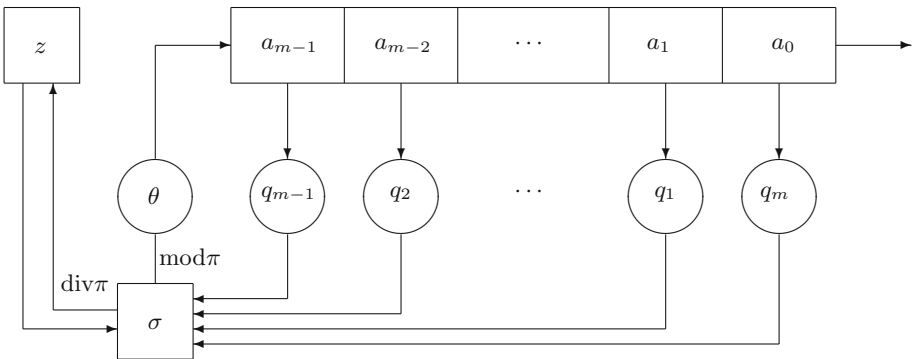 z a_{m−1} a_{m−2} ··· a_1 a_0
θ q_{m−1} q_2 ··· q_1 q_m
modπ
divπ
σ